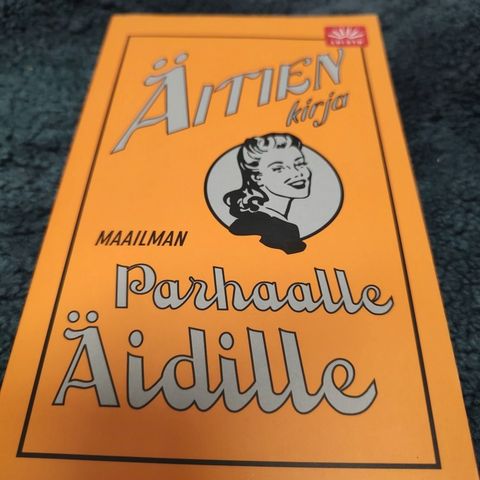 ÄITIEN
kirja
MAAILMAN
Parhaalle
Äidille